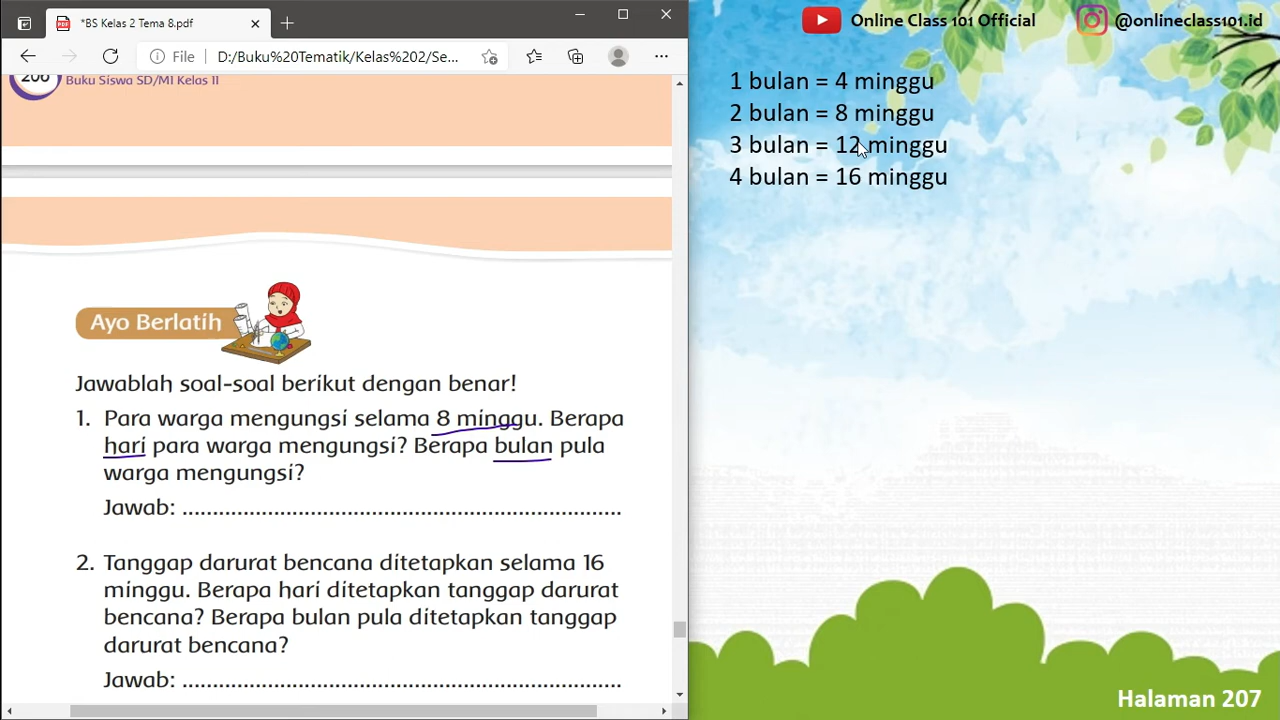 *BS Kelas 2 Tema 8.pdf
File
D:/Buku%20Tematik/Kelas%202/Se...
206
Buku Siswa SD/MI Kelas II
Ayo Berlatih
Jawablah soal-soal berikut dengan benar!
1. Para warga mengungsi selama 8 minggu. Berapa
hari para warga mengungsi? Berapa bulan pula
warga mengungsi?
Jawab: ........................................................................
2. Tanggap darurat bencana ditetapkan selama 16
minggu. Berapa hari ditetapkan tanggap darurat
bencana? Berapa bulan pula ditetapkan tanggap
darurat bencana?
Jawab: ........................................................................
Online Class 101 Official
@onlineclass101.id
1 bulan = 4 minggu
2 bulan = 8 minggu
3 bulan = 12 minggu
4 bulan = 16 minggu
Halaman 207